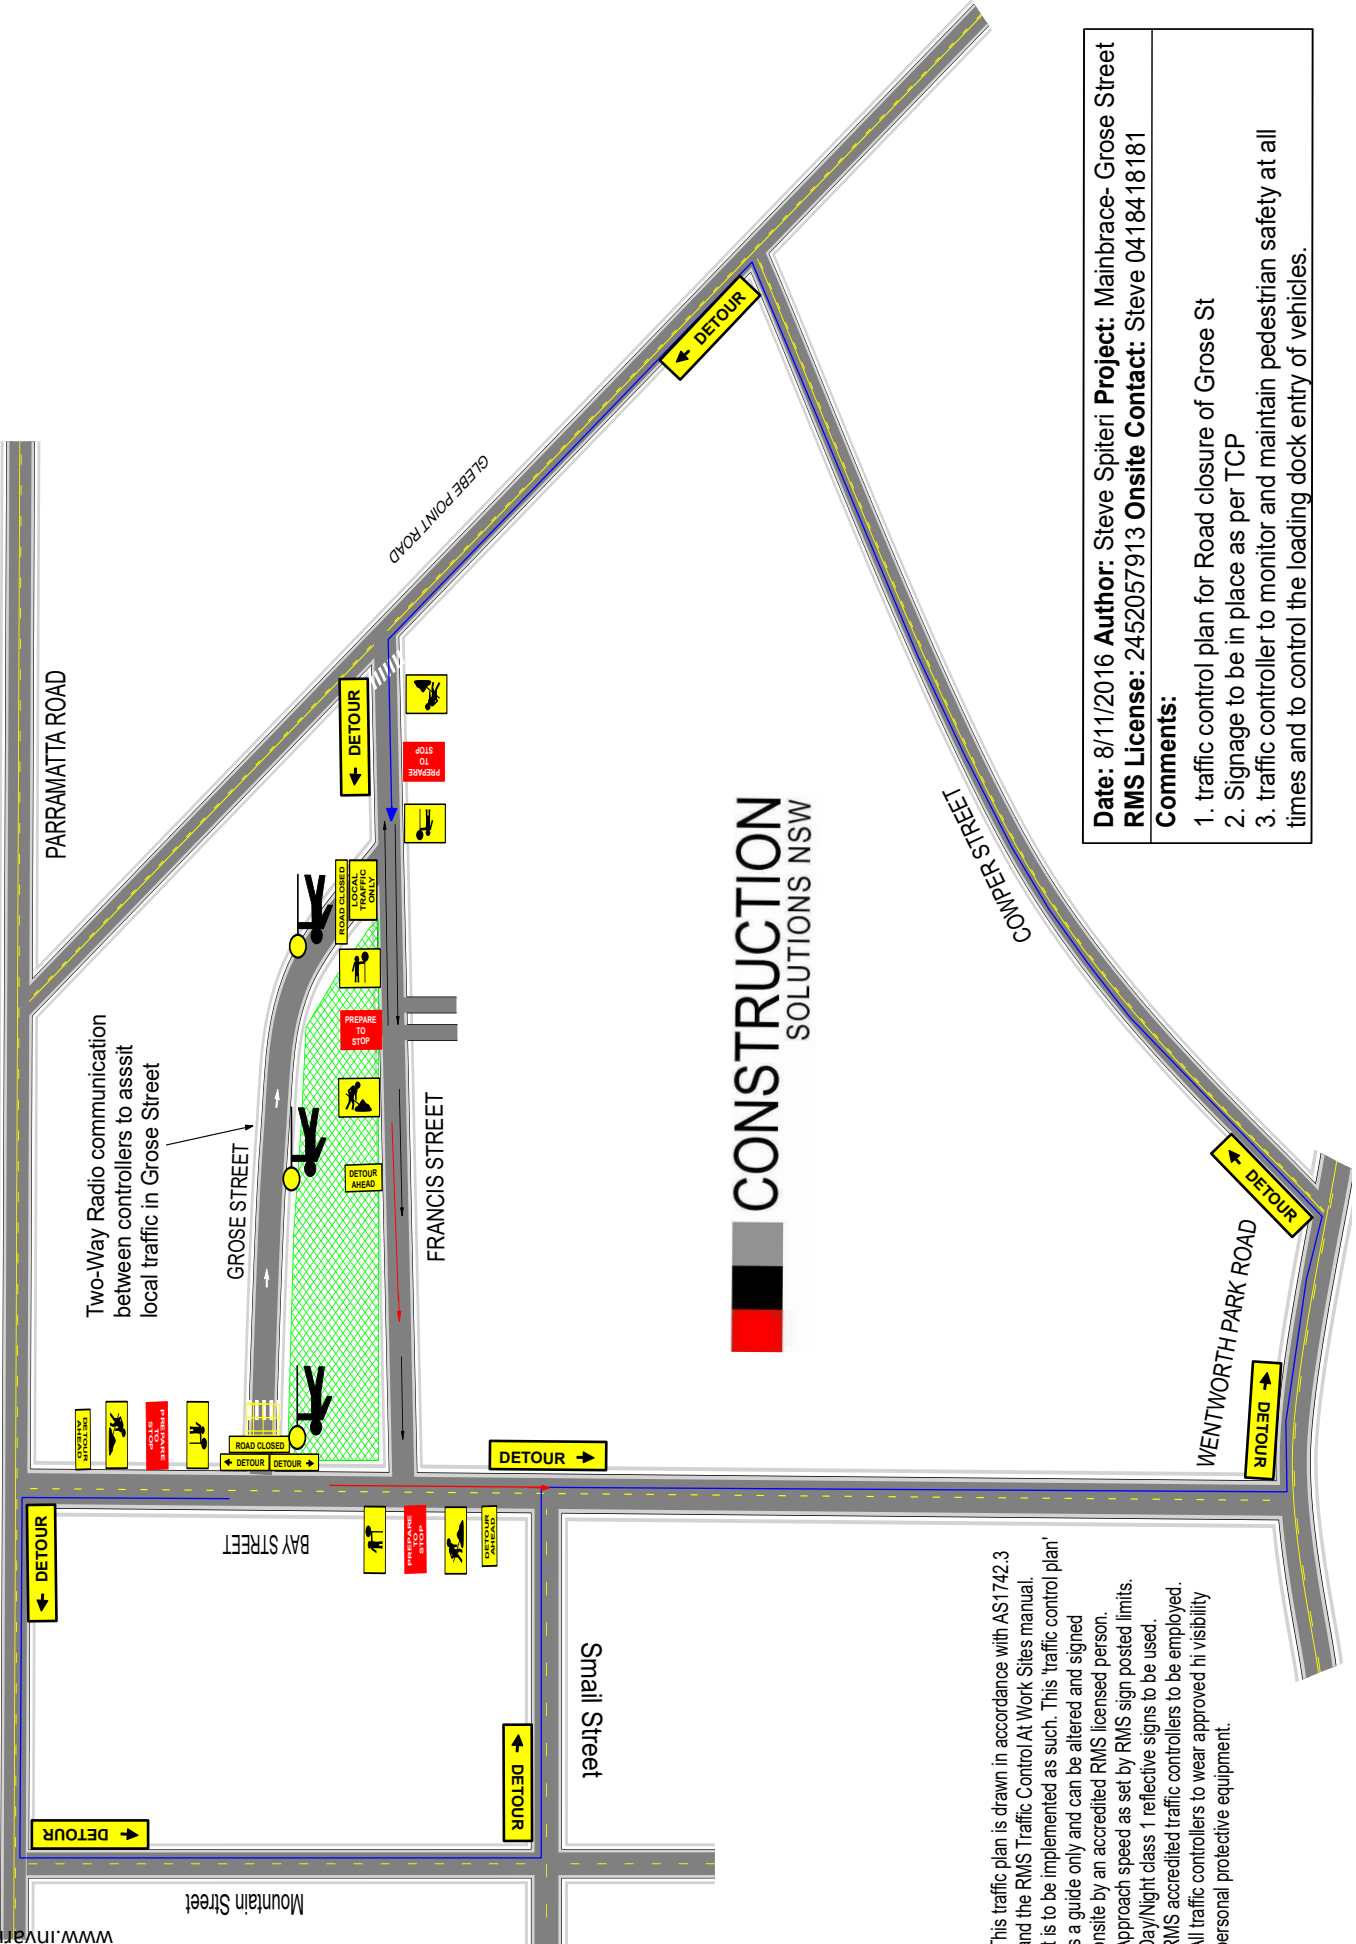 PARRAMATTA ROAD
GLEBE POINT ROAD
Two-Way Radio communication
between controllers to asssit
local traffic in Grose Street
GROSE STREET
FRANCIS STREET
BAY STREET
Small Street
Mountain Street
COWPER STREET
WENTWORTH PARK ROAD
DETOUR
DETOUR
ROAD CLOSED
LOCAL
TRAFFIC
ONLY
PREPARE
TO
STOP
PREPARE
TO
STOP
DETOUR
AHEAD
DETOUR
AHEAD
PREPARE
TO
STOP
ROAD CLOSED
DETOUR
DETOUR
DETOUR
PREPARE
TO
STOP
DETOUR
AHEAD
DETOUR
DETOUR
DETOUR
DETOUR
DETOUR
CONSTRUCTION
SOLUTIONS NSW
Date: 8/11/2016 Author: Steve Spiteri Project: Mainbrace- Grose Street
RMS License: 2452057913 Onsite Contact: Steve 0418418181
Comments:
1. traffic control plan for Road closure of Grose St
2. Signage to be in place as per TCP
3. traffic controller to monitor and maintain pedestrian safety at all
times and to control the loading dock entry of vehicles.
This traffic plan is drawn in accordance with AS1742.3
and the RMS Traffic Control At Work Sites manual.
t is to be implemented as such. This 'traffic control plan'
s a guide only and can be altered and signed
onsite by an accredited RMS licensed person.
Approach speed as set by RMS sign posted limits.
Day/Night class 1 reflective signs to be used.
RMS accredited traffic controllers to be employed.
All traffic controllers to wear approved hi visibility
personal protective equipment.